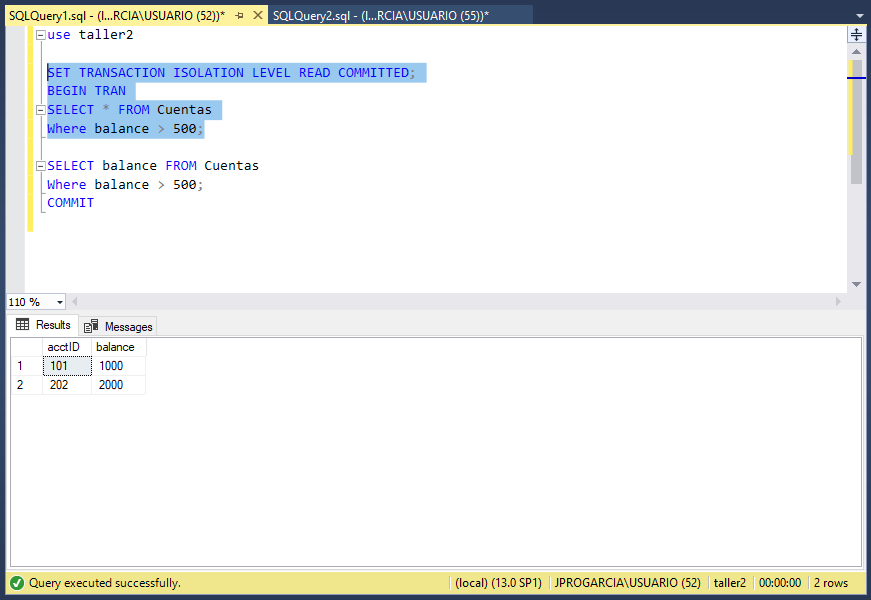 SQLQuery1.sql - (l...RCIA\USUARIO (52))* SQLQuery2.sql - (l...RCIA\USUARIO (55))*
use taller2
SET TRANSACTION ISOLATION LEVEL READ COMMITTED;
BEGIN TRAN
SELECT * FROM Cuentas
Where balance > 500;
SELECT balance FROM Cuentas
Where balance > 500;
COMMIT
110 %
Results Messages
acctID balance
1 101 1000
2 202 2000
Query executed successfully. (local) (13.0 SP1) JPROGARCIA\USUARIO (52) taller2 00:00:00 2 rows